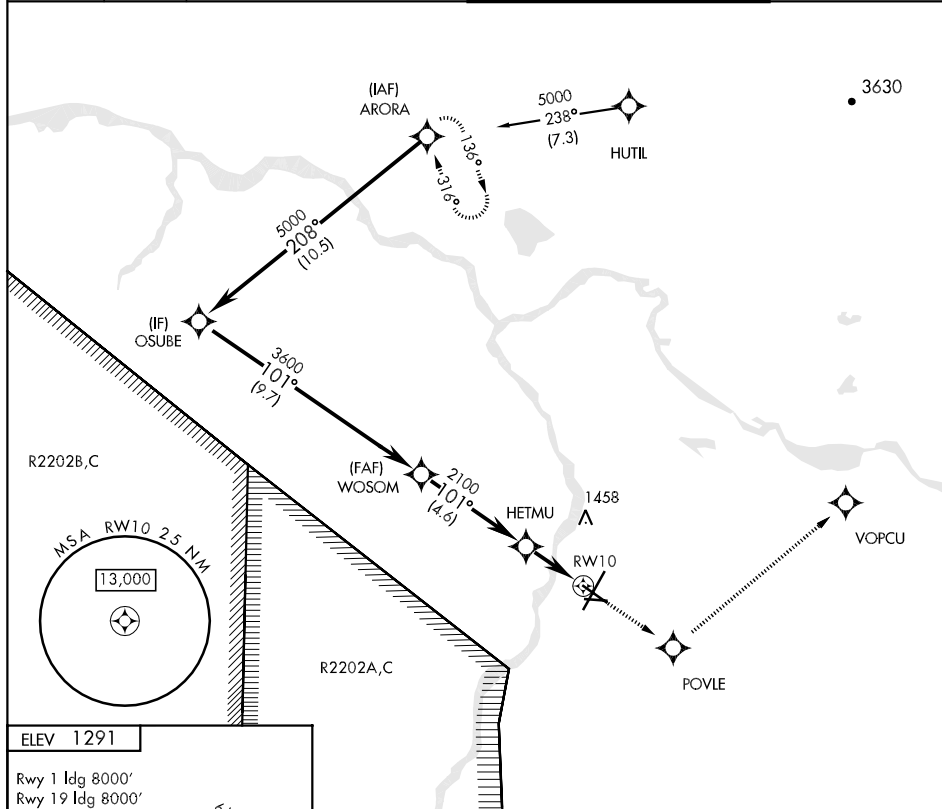 (IAF)
ARORA
5000
238°
(7.3)
HUTIL
3630
136°
316°
5000
208°
(10.5)
(IF)
OSUBE
3600
101°
(9.7)
R2202B,C
(FAF)
WOSOM
2100
101°
(4.6)
HETMU
1458
RW10
VOPCU
MSA RW10 25 NM
13,000
R2202A,C
POVLE
ELEV 1291
Rwy 1 ldg 8000'
Rwy 19 ldg 8000'